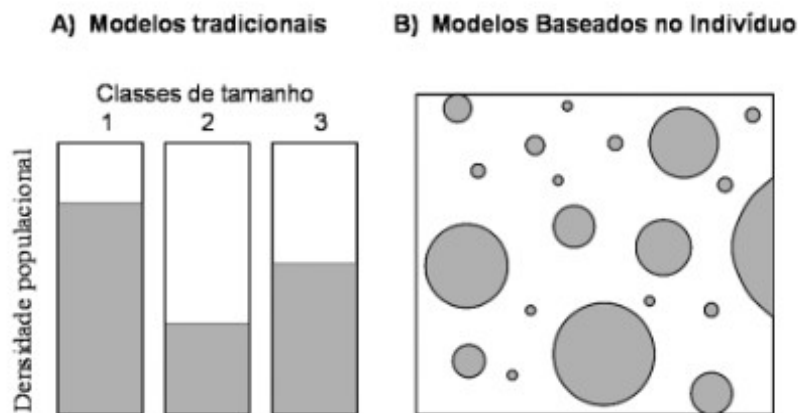 A) Modelos tradicionais
B) Modelos Baseados no Indivíduo
Classes de tamanho
1 2 3
Densidade populacional